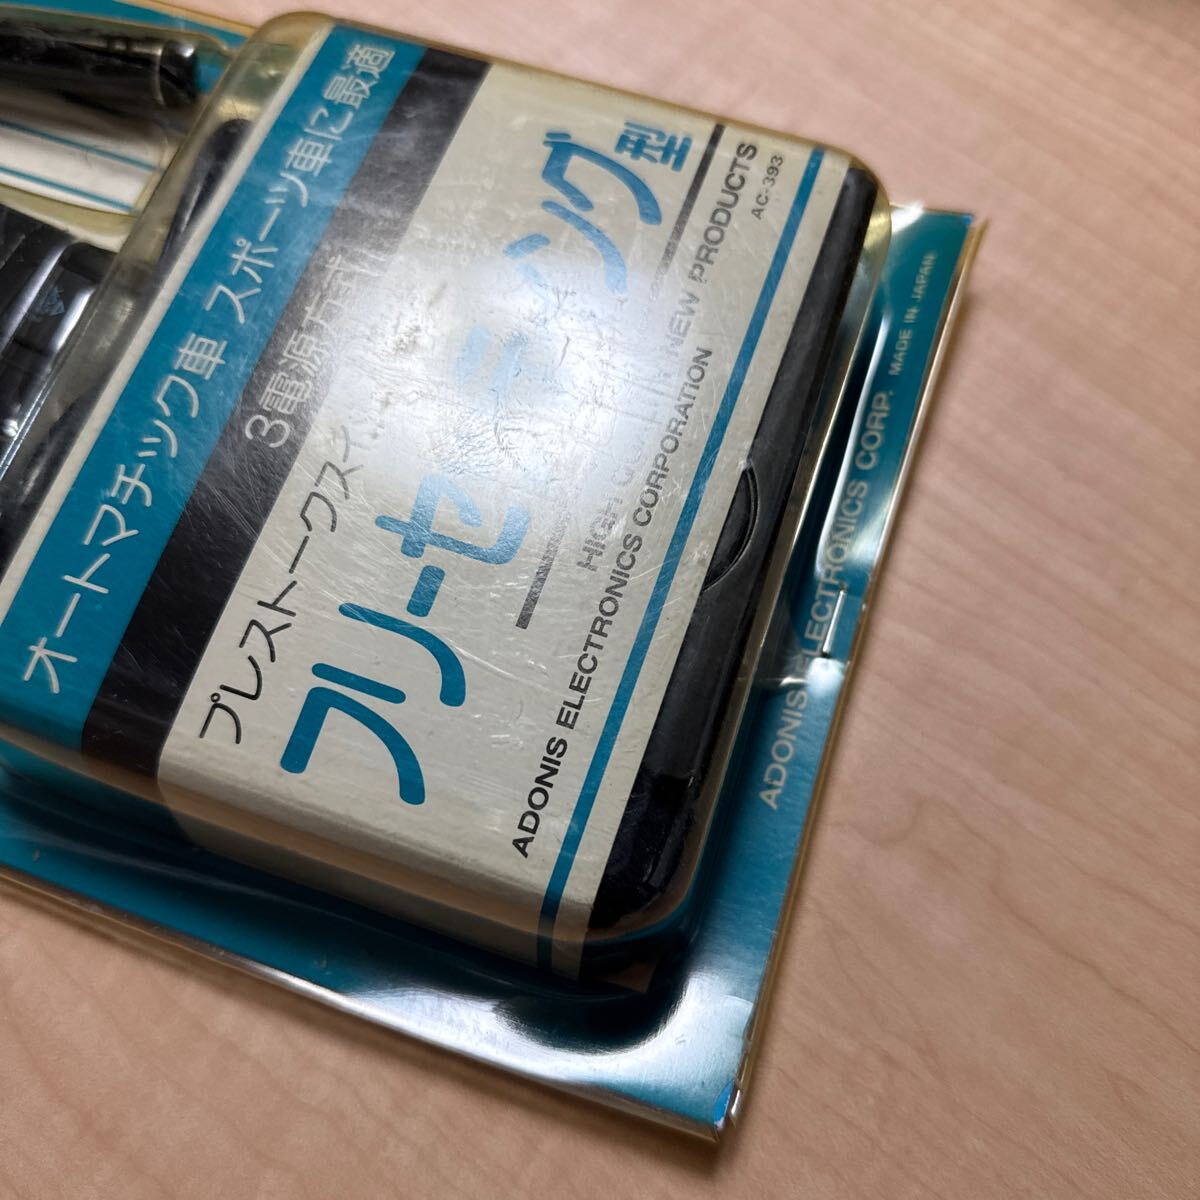 オートマチック車 スポーツ車に最適
3電源方式
プレストークスイッ
フリーセティング型
HIGH QUALITY NEW PRODUCTS
AC-393
ADONIS ELECTRONICS CORPORATION
ADONIS ELECTRONICS CORP. MADE IN JAPAN